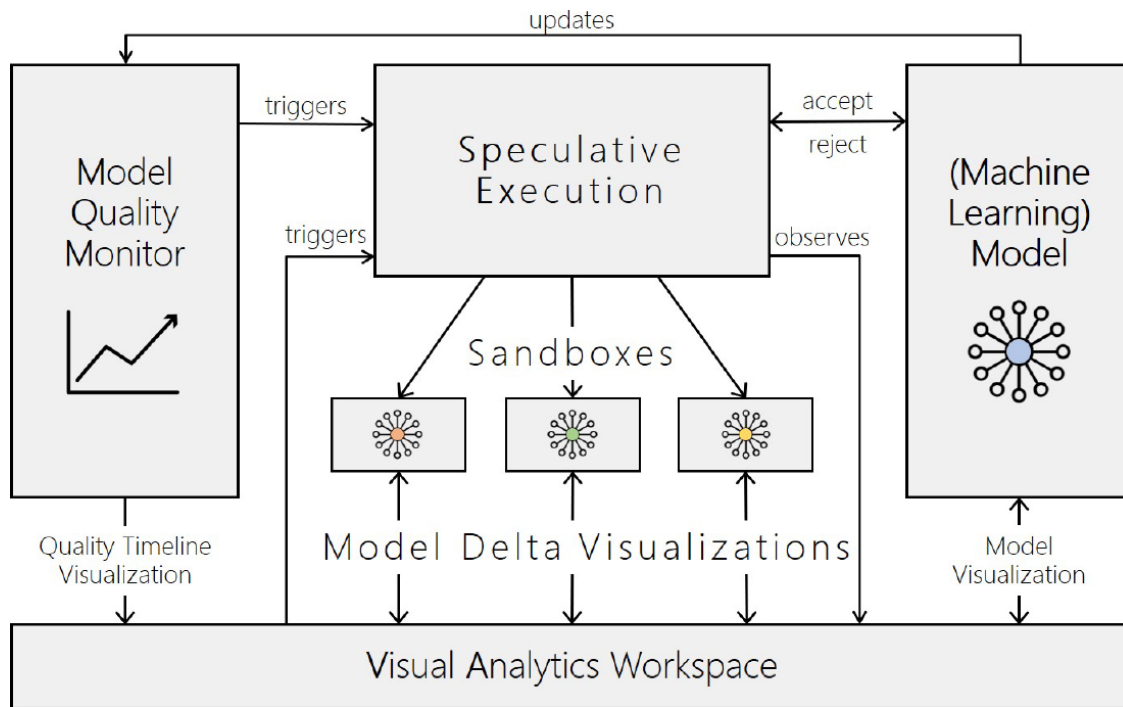 updates
triggers
accept
reject
Speculative
Execution
Model
Quality
Monitor
(Machine
Learning)
Model
triggers
observes
Sandboxes
Quality Timeline
Visualization
Model Delta Visualizations
Model
Visualization
Visual Analytics Workspace